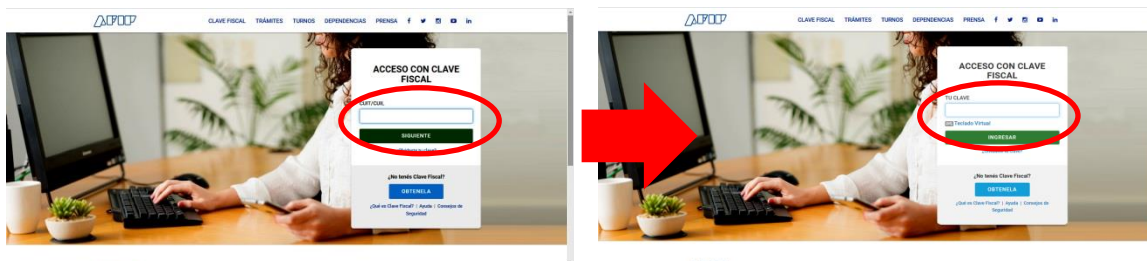 AFIP
CLAVE FISCAL TRÁMITES TURNOS DEPENDENCIAS PRENSA
ACCESO CON CLAVE
FISCAL
CUIT/CUIL
SIGUIENTE
¿No tenés Clave Fiscal?
OBTENELA
¿Qué es Clave Fiscal? | Ayuda | Consejos de
Seguridad
AFIP
CLAVE FISCAL TRÁMITES TURNOS DEPENDENCIAS PRENSA
ACCESO CON CLAVE
FISCAL
TU CLAVE
Teclado Virtual
INGRESAR
¿No tenés Clave Fiscal?
OBTENELA
¿Qué es Clave Fiscal? | Ayuda | Consejos de
Seguridad